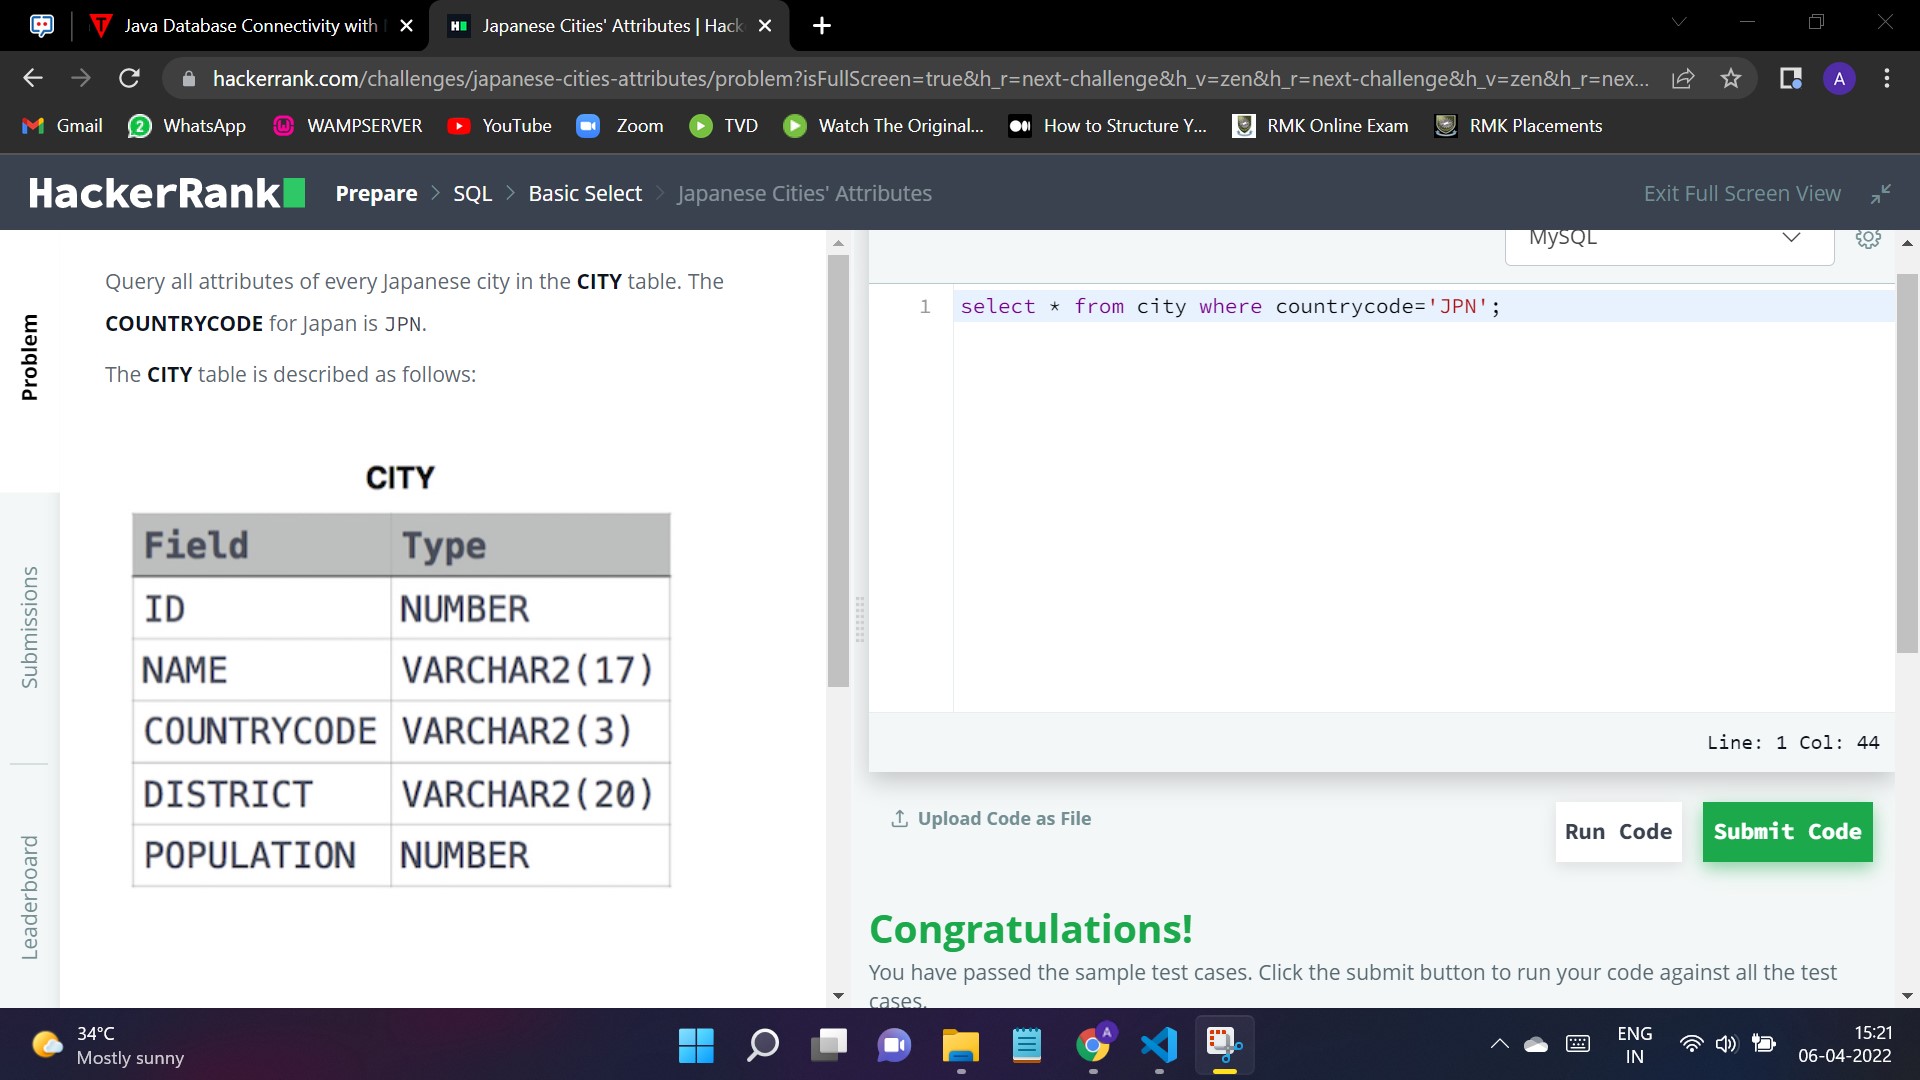 Java Database Connectivity with
Japanese Cities' Attributes | Hack
hackerrank.com/challenges/japanese-cities-attributes/problem?isFullScreen=true&h_r=next-challenge&h_v=zen&h_r=next-challenge&h_v=zen&h_r=nex...
A
Gmail
2
WhatsApp
WAMPSERVER
YouTube
Zoom
TVD
Watch The Original...
How to Structure Y...
RMK Online Exam
RMK Placements
HackerRank
Prepare > SQL > Basic Select > Japanese Cities' Attributes
Exit Full Screen View
Problem
Submissions
Leaderboard
Query all attributes of every Japanese city in the CITY table. The
COUNTRYCODE for Japan is JPN.
The CITY table is described as follows:
CITY
Field Type
ID NUMBER
NAME VARCHAR2(17)
COUNTRYCODE VARCHAR2(3)
DISTRICT VARCHAR2(20)
POPULATION NUMBER
MySQL
1 select * from city where countrycode='JPN';
Line: 1 Col: 44
Upload Code as File
Run Code
Submit Code
Congratulations!
You have passed the sample test cases. Click the submit button to run your code against all the test
cases.
34°C
Mostly sunny
A
ENG
IN
15:21
06-04-2022